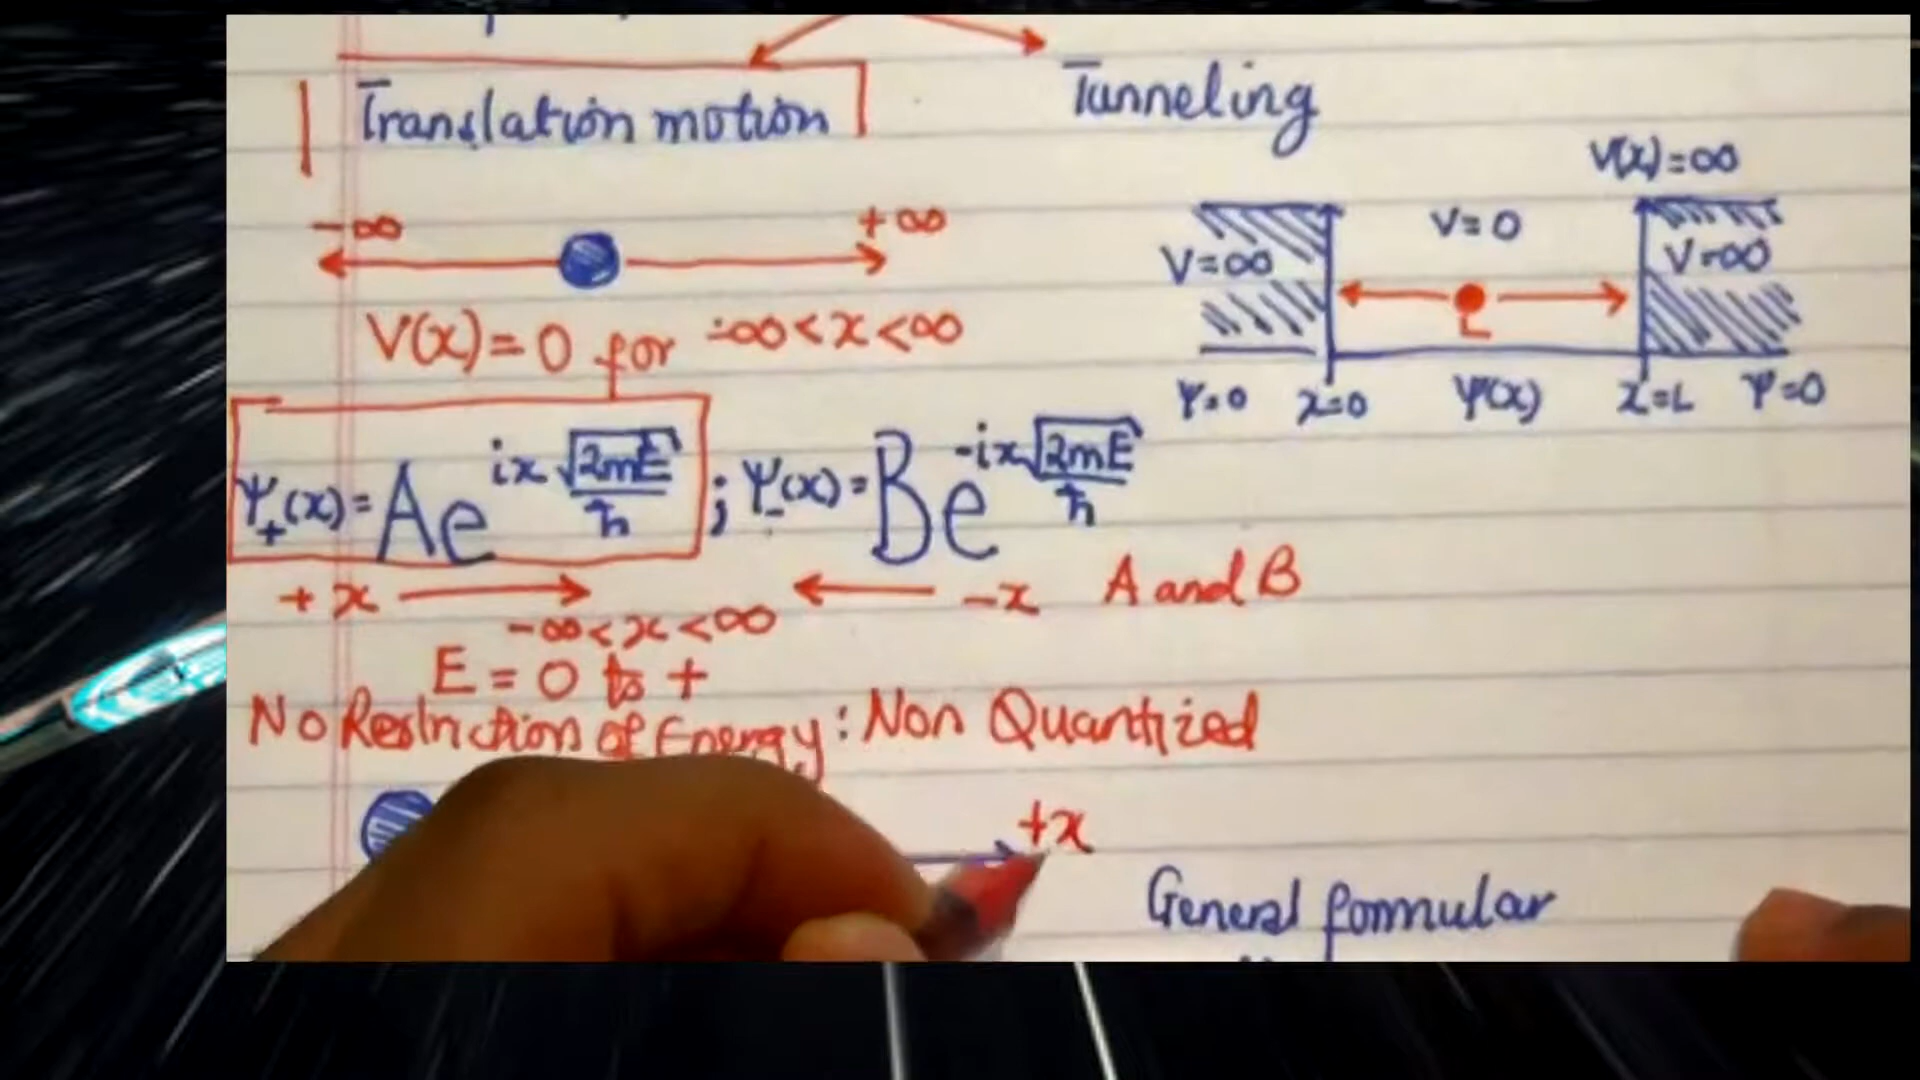 Translation motion
Tunneling
-∞ +∞
V(x)=0 for -∞<x<∞
V(x)=∞
V=∞ V=0 V=∞
L
Ψ=0 x=0 Ψ(x) x=L Ψ=0
Ψ₊(x)=Ae^{ix√2mE/ħ} ; Ψ₋(x)=Be^{-ix√2mE/ħ}
+x -x A and B
-∞<x<∞
E=0 to +
No Restriction of Energy: Non Quantized
+x
General formular